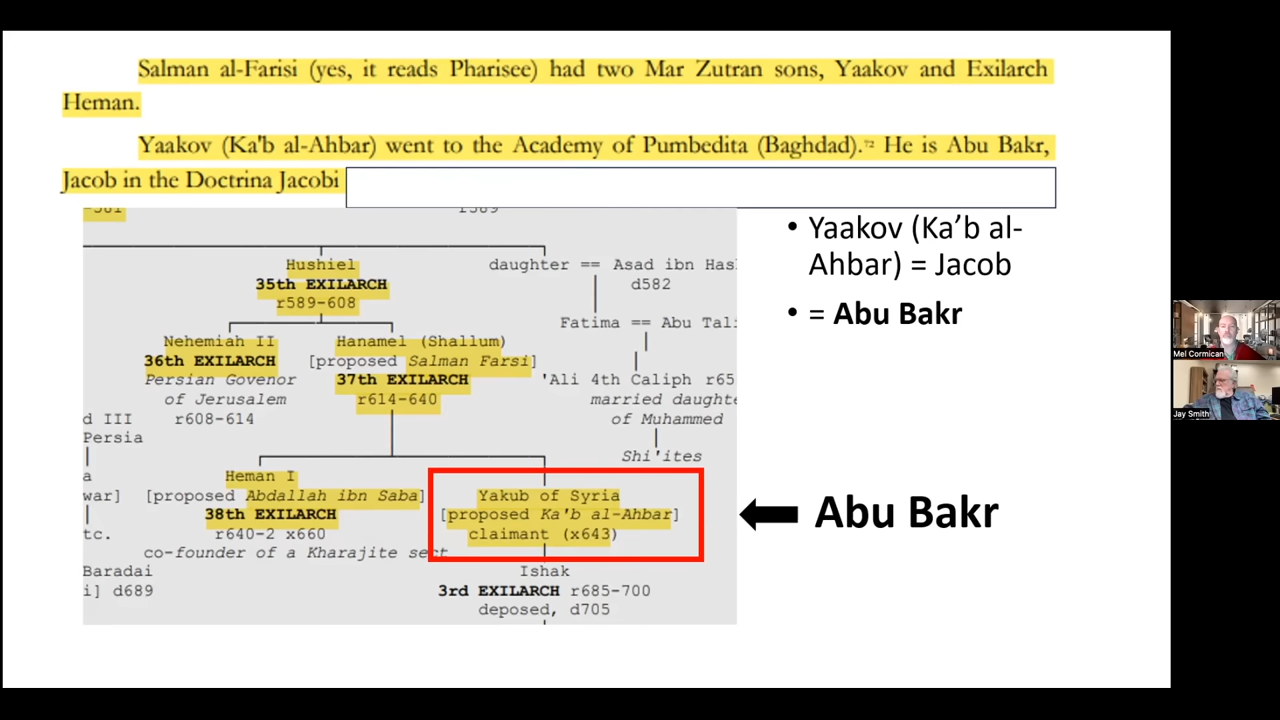 Salman al-Farisi (yes, it reads Pharisee) had two Mar Zutran sons, Yaakov and Exilarch
Heman.
Yaakov (Ka'b al-Ahbar) went to the Academy of Pumbedita (Baghdad).72 He is Abu Bakr,
Jacob in the Doctrina Jacobi
Hushiel
35th EXILARCH
r589-608
daughter == Asad ibn Hash
d582
Fatima == Abu Tali
Nehemiah II
36th EXILARCH
Persian Govenor
of Jerusalem
r608-614
Hanamel (Shallum)
[proposed Salman Farsi]
37th EXILARCH
r614-640
'Ali 4th Caliph r65
married daughte
of Muhammed
Shi'ites
d III
Persia
a
war]
tc.
Baradai
i] d689
Heman I
[proposed Abdallah ibn Saba]
38th EXILARCH
r640-2 x660
co-founder of a Kharajite sect
Yakub of Syria
[proposed Ka'b al-Ahbar]
claimant (x643)
Ishak
3rd EXILARCH r685-700
deposed, d705
• Yaakov (Ka’b al-
Ahbar) = Jacob
• = Abu Bakr
Abu Bakr
Mel Cormican
Jay Smith